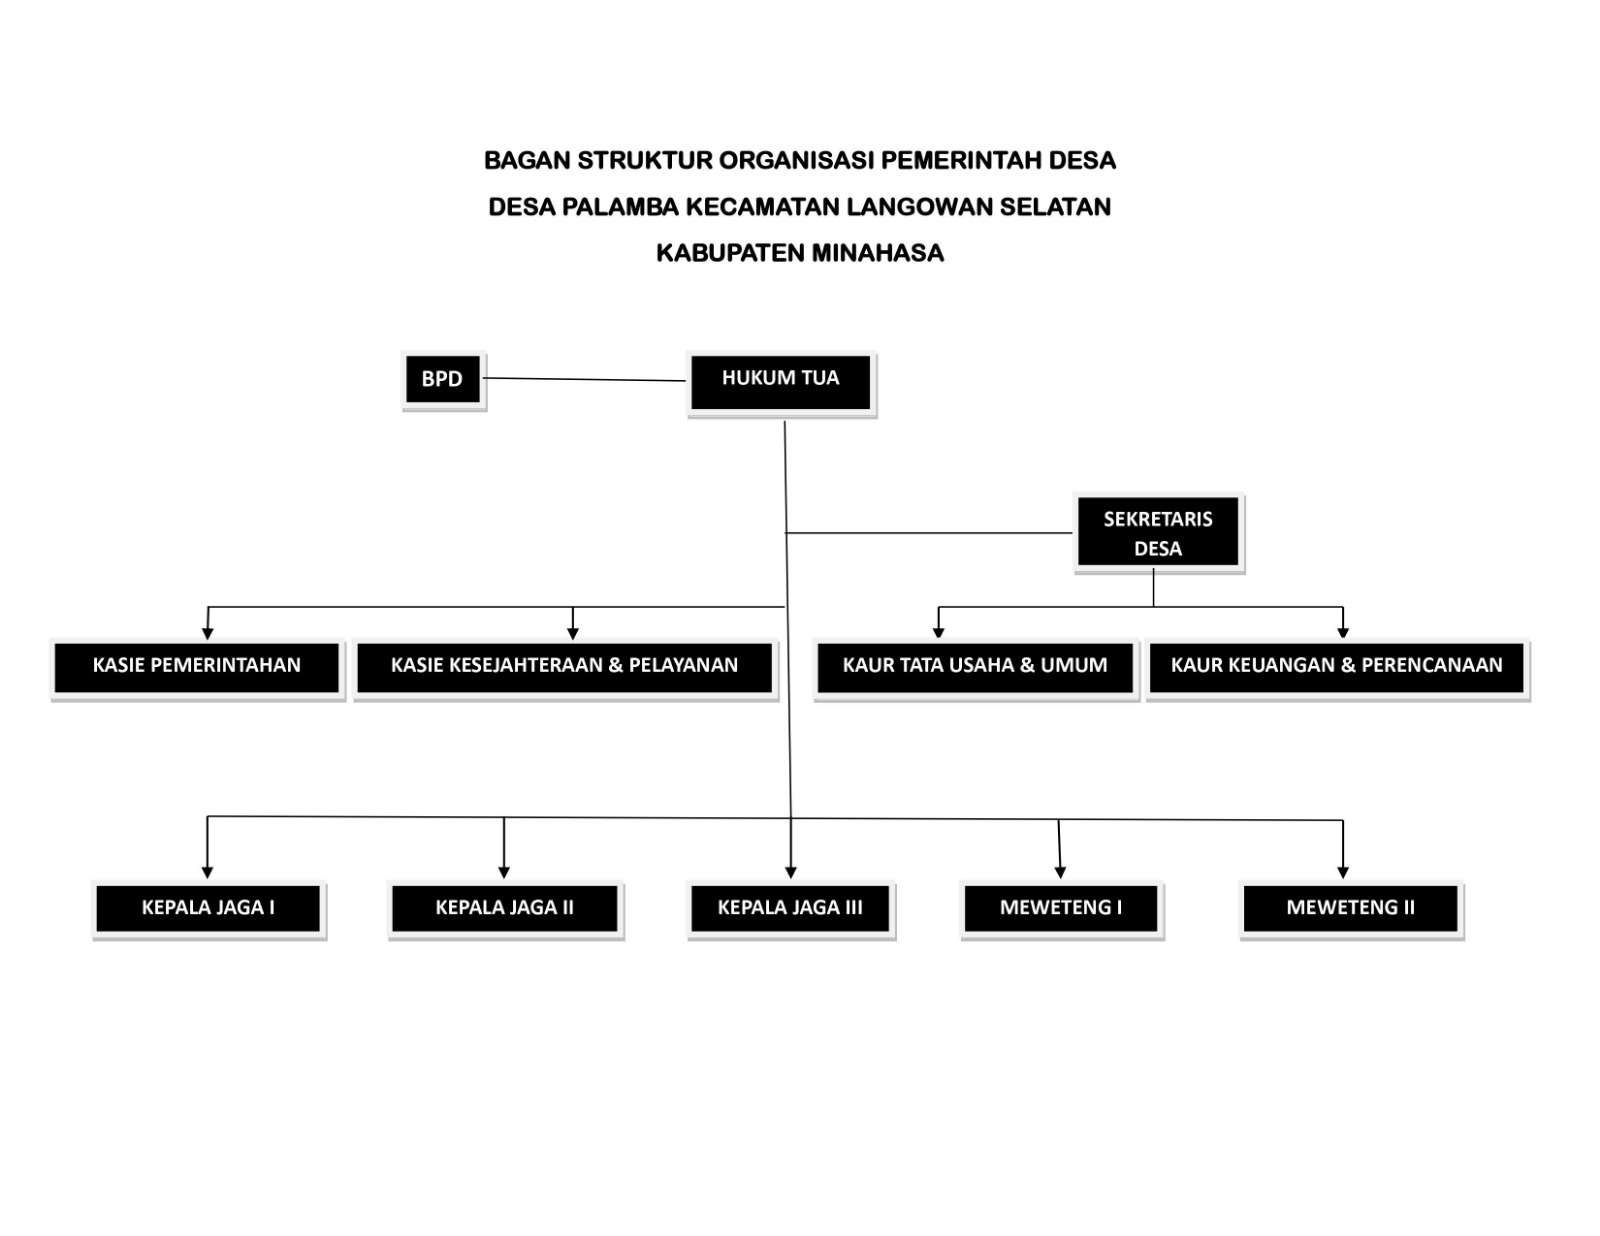 BAGAN STRUKTUR ORGANISASI PEMERINTAH DESA
DESA PALAMBA KECAMATAN LANGOWAN SELATAN
KABUPATEN MINAHASA
BPD
HUKUM TUA
SEKRETARIS
DESA
KASIE PEMERINTAHAN
KASIE KESEJAHTERAAN & PELAYANAN
KAUR TATA USAHA & UMUM
KAUR KEUANGAN & PERENCANAAN
KEPALA JAGA I
KEPALA JAGA II
KEPALA JAGA III
MEWETENG I
MEWETENG II